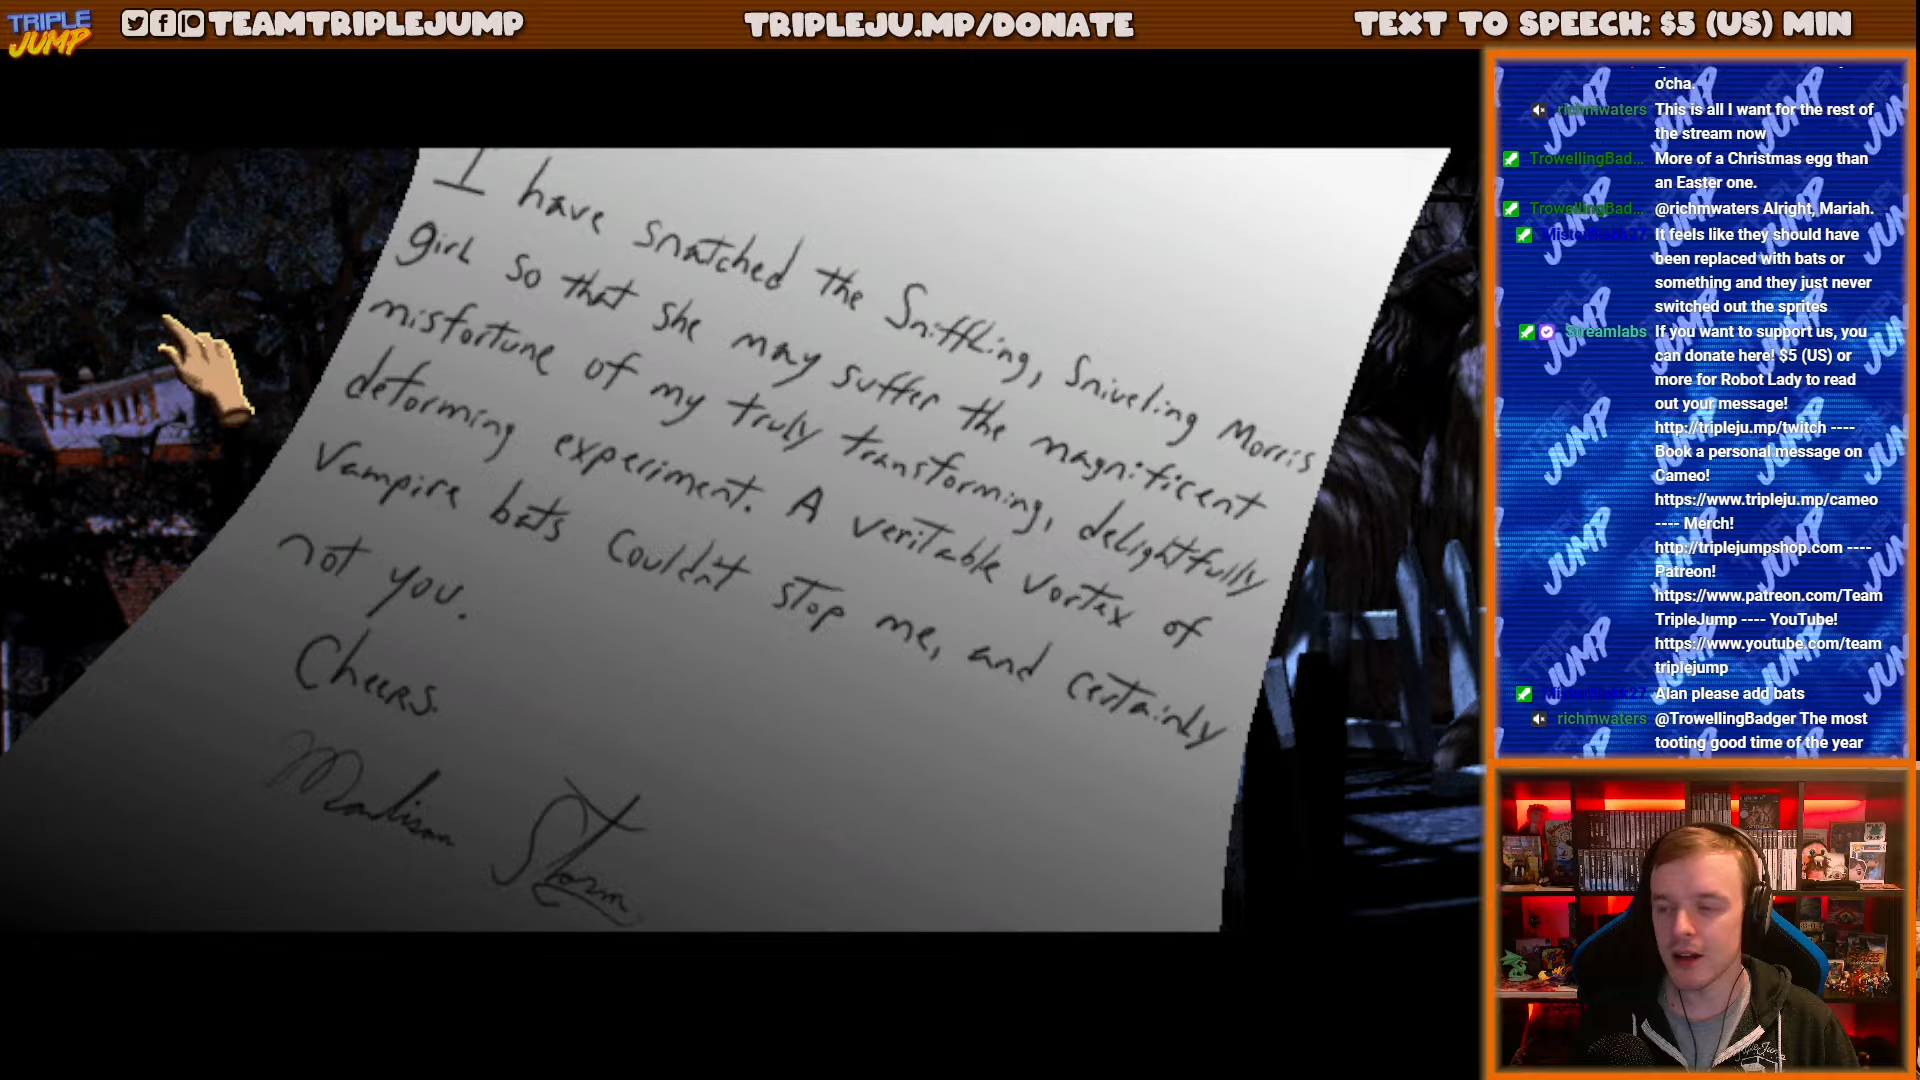 TRIPLE
JUMP
TEAMTRIPLEJUMP
TRIPLEJU.MP/DONATE
TEXT TO SPEECH: $5 (US) MIN
I have snatched the Sniffling, Sniveling Morris
girl so that she may suffer the magnificent
misfortune of my truly transforming, delightfully
deforming experiment. A veritable vortex of
Vampire bats Couldn't stop me, and certainly
not you.
Cheers.
Madison Storm
o'cha.
richmwaters This is all I want for the rest of
the stream now
TrowellingBad... More of a Christmas egg than
an Easter one.
TrowellingBad... @richmwaters Alright, Mariah.
It feels like they should have
been replaced with bats or
something and they just never
switched out the sprites
Streamlabs If you want to support us, you
can donate here! $5 (US) or
more for Robot Lady to read
out your message!
http://tripleju.mp/twitch ----
Book a personal message on
Cameo!
https://www.tripleju.mp/cameo
---- Merch!
http://triplejumpshop.com ----
Patreon!
https://www.patreon.com/Team
TripleJump ---- YouTube!
https://www.youtube.com/team
triplejump
Alan please add bats
richmwaters @TrowellingBadger The most
tooting good time of the year